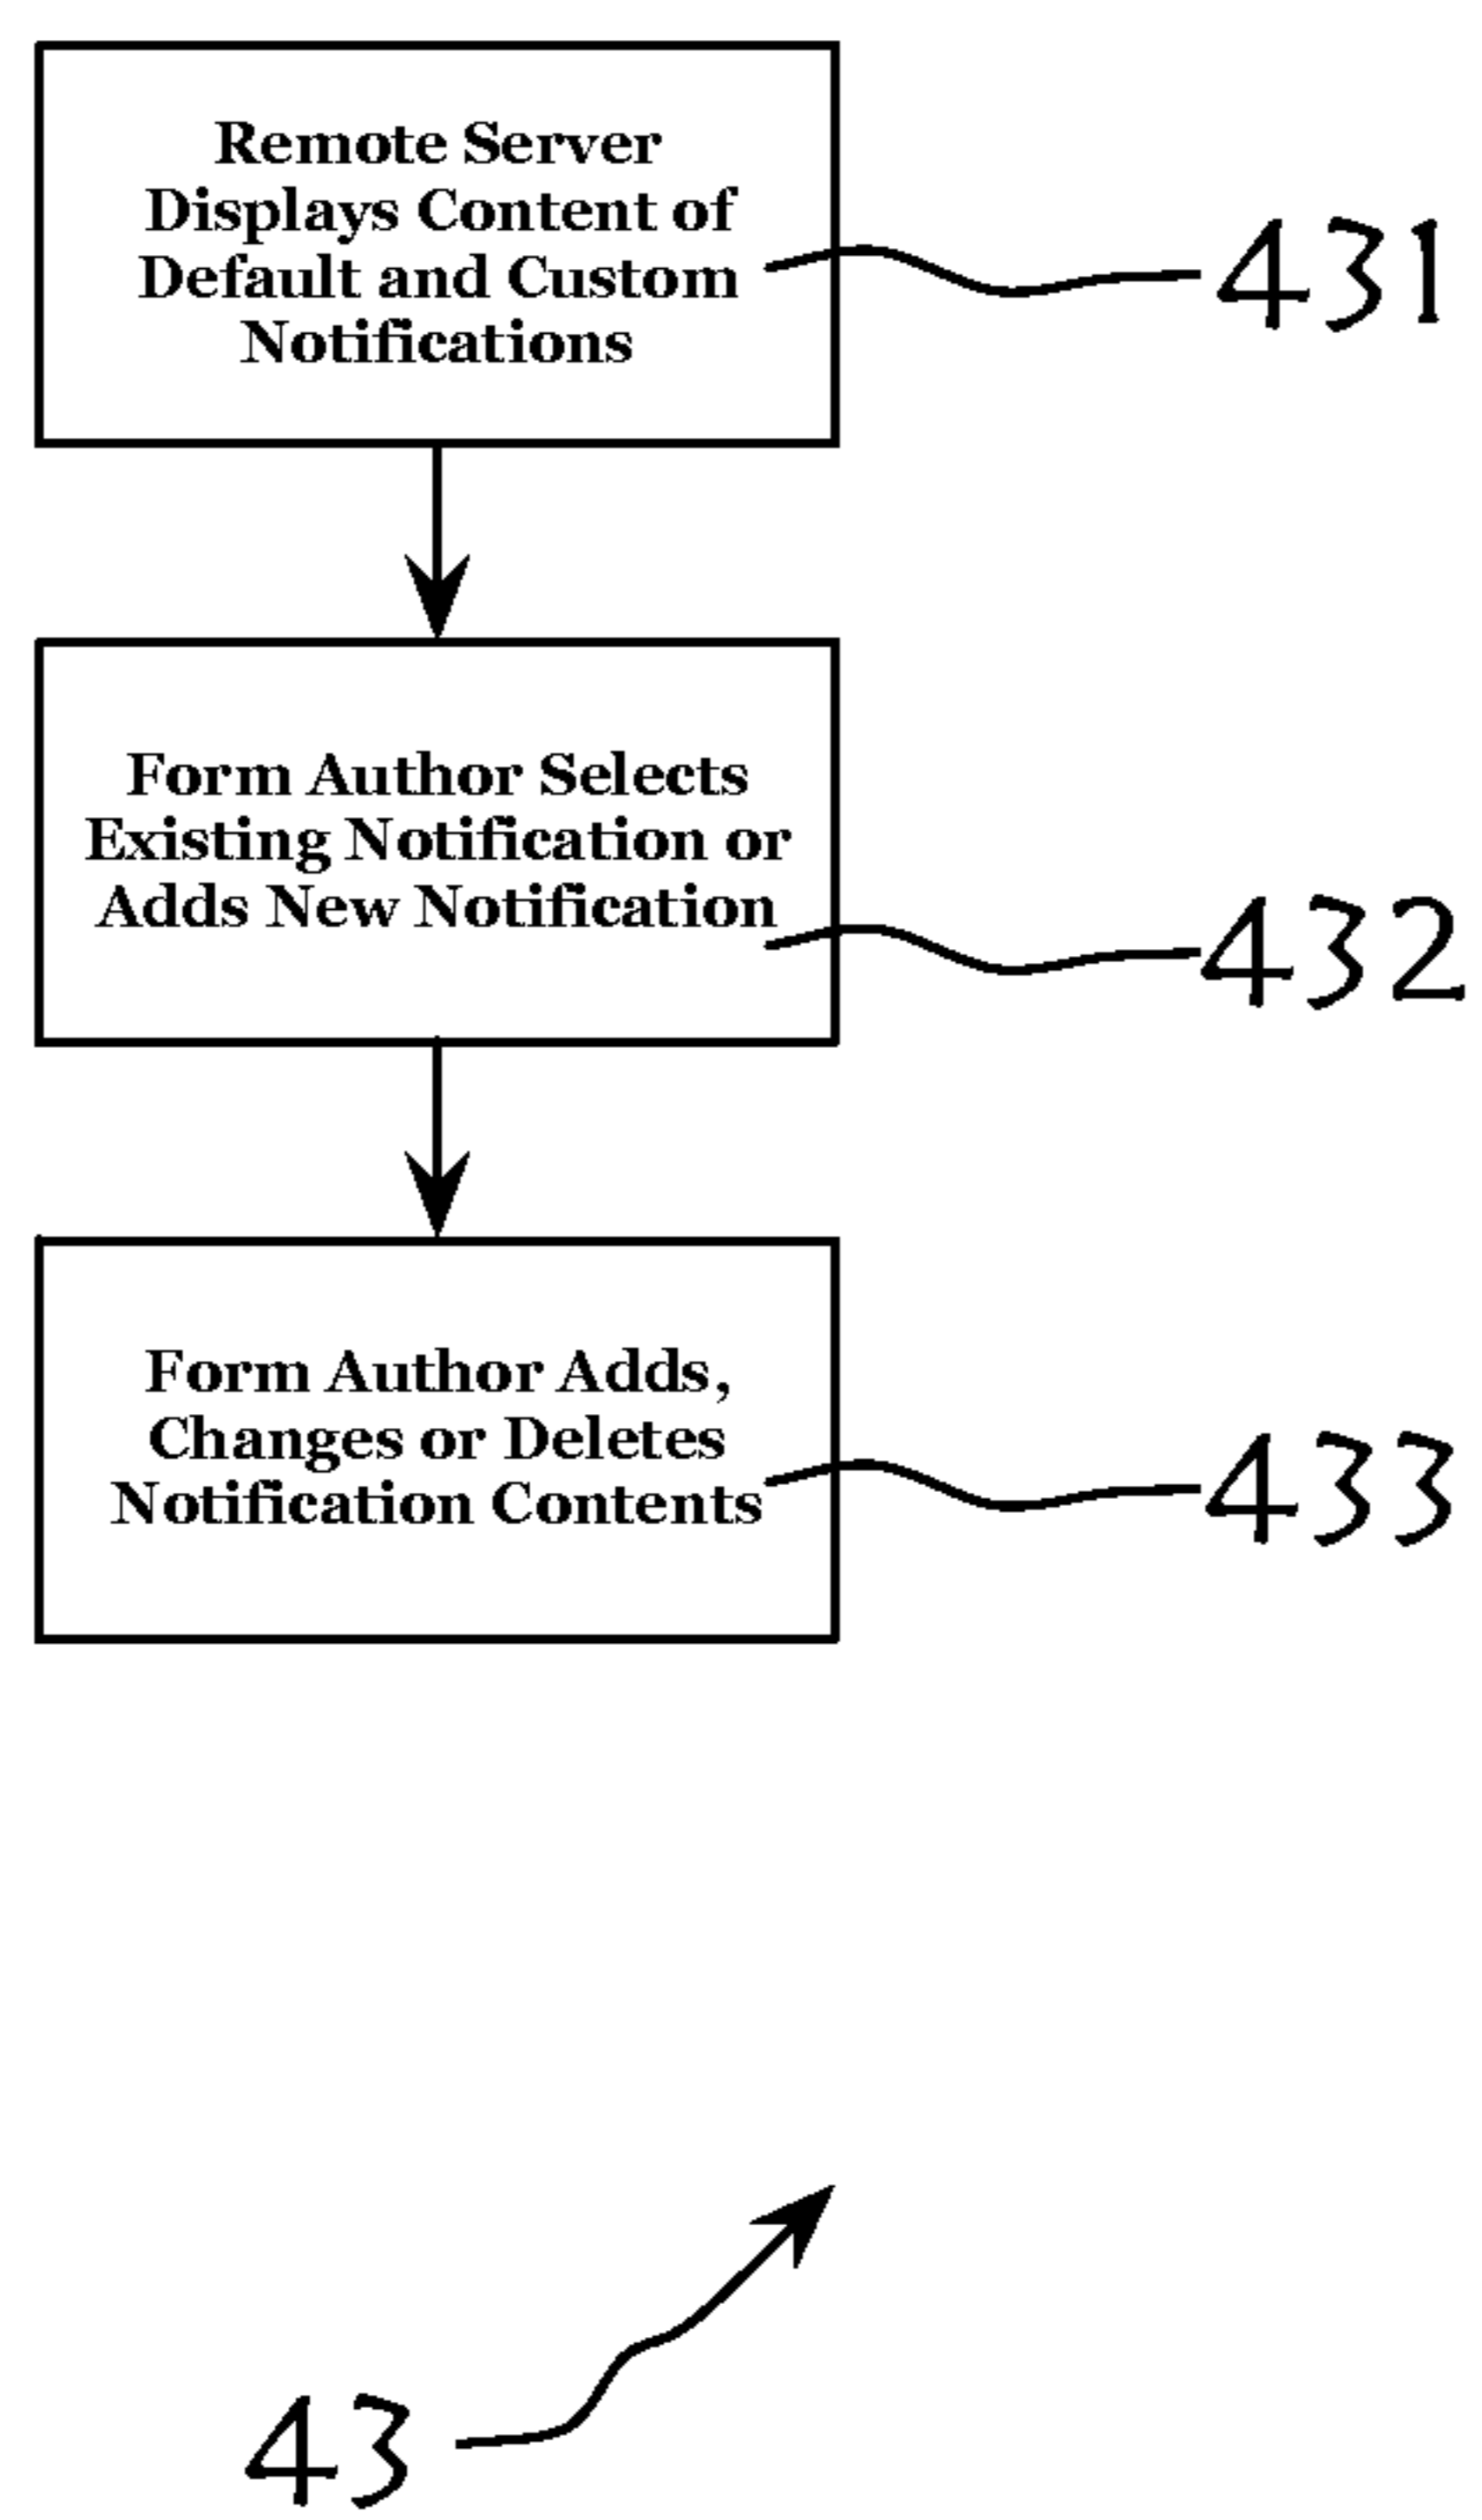 Remote Server
Displays Content of
Default and Custom
Notifications
431
Form Author Selects
Existing Notification or
Adds New Notification
432
Form Author Adds,
Changes or Deletes
Notification Contents
433
43